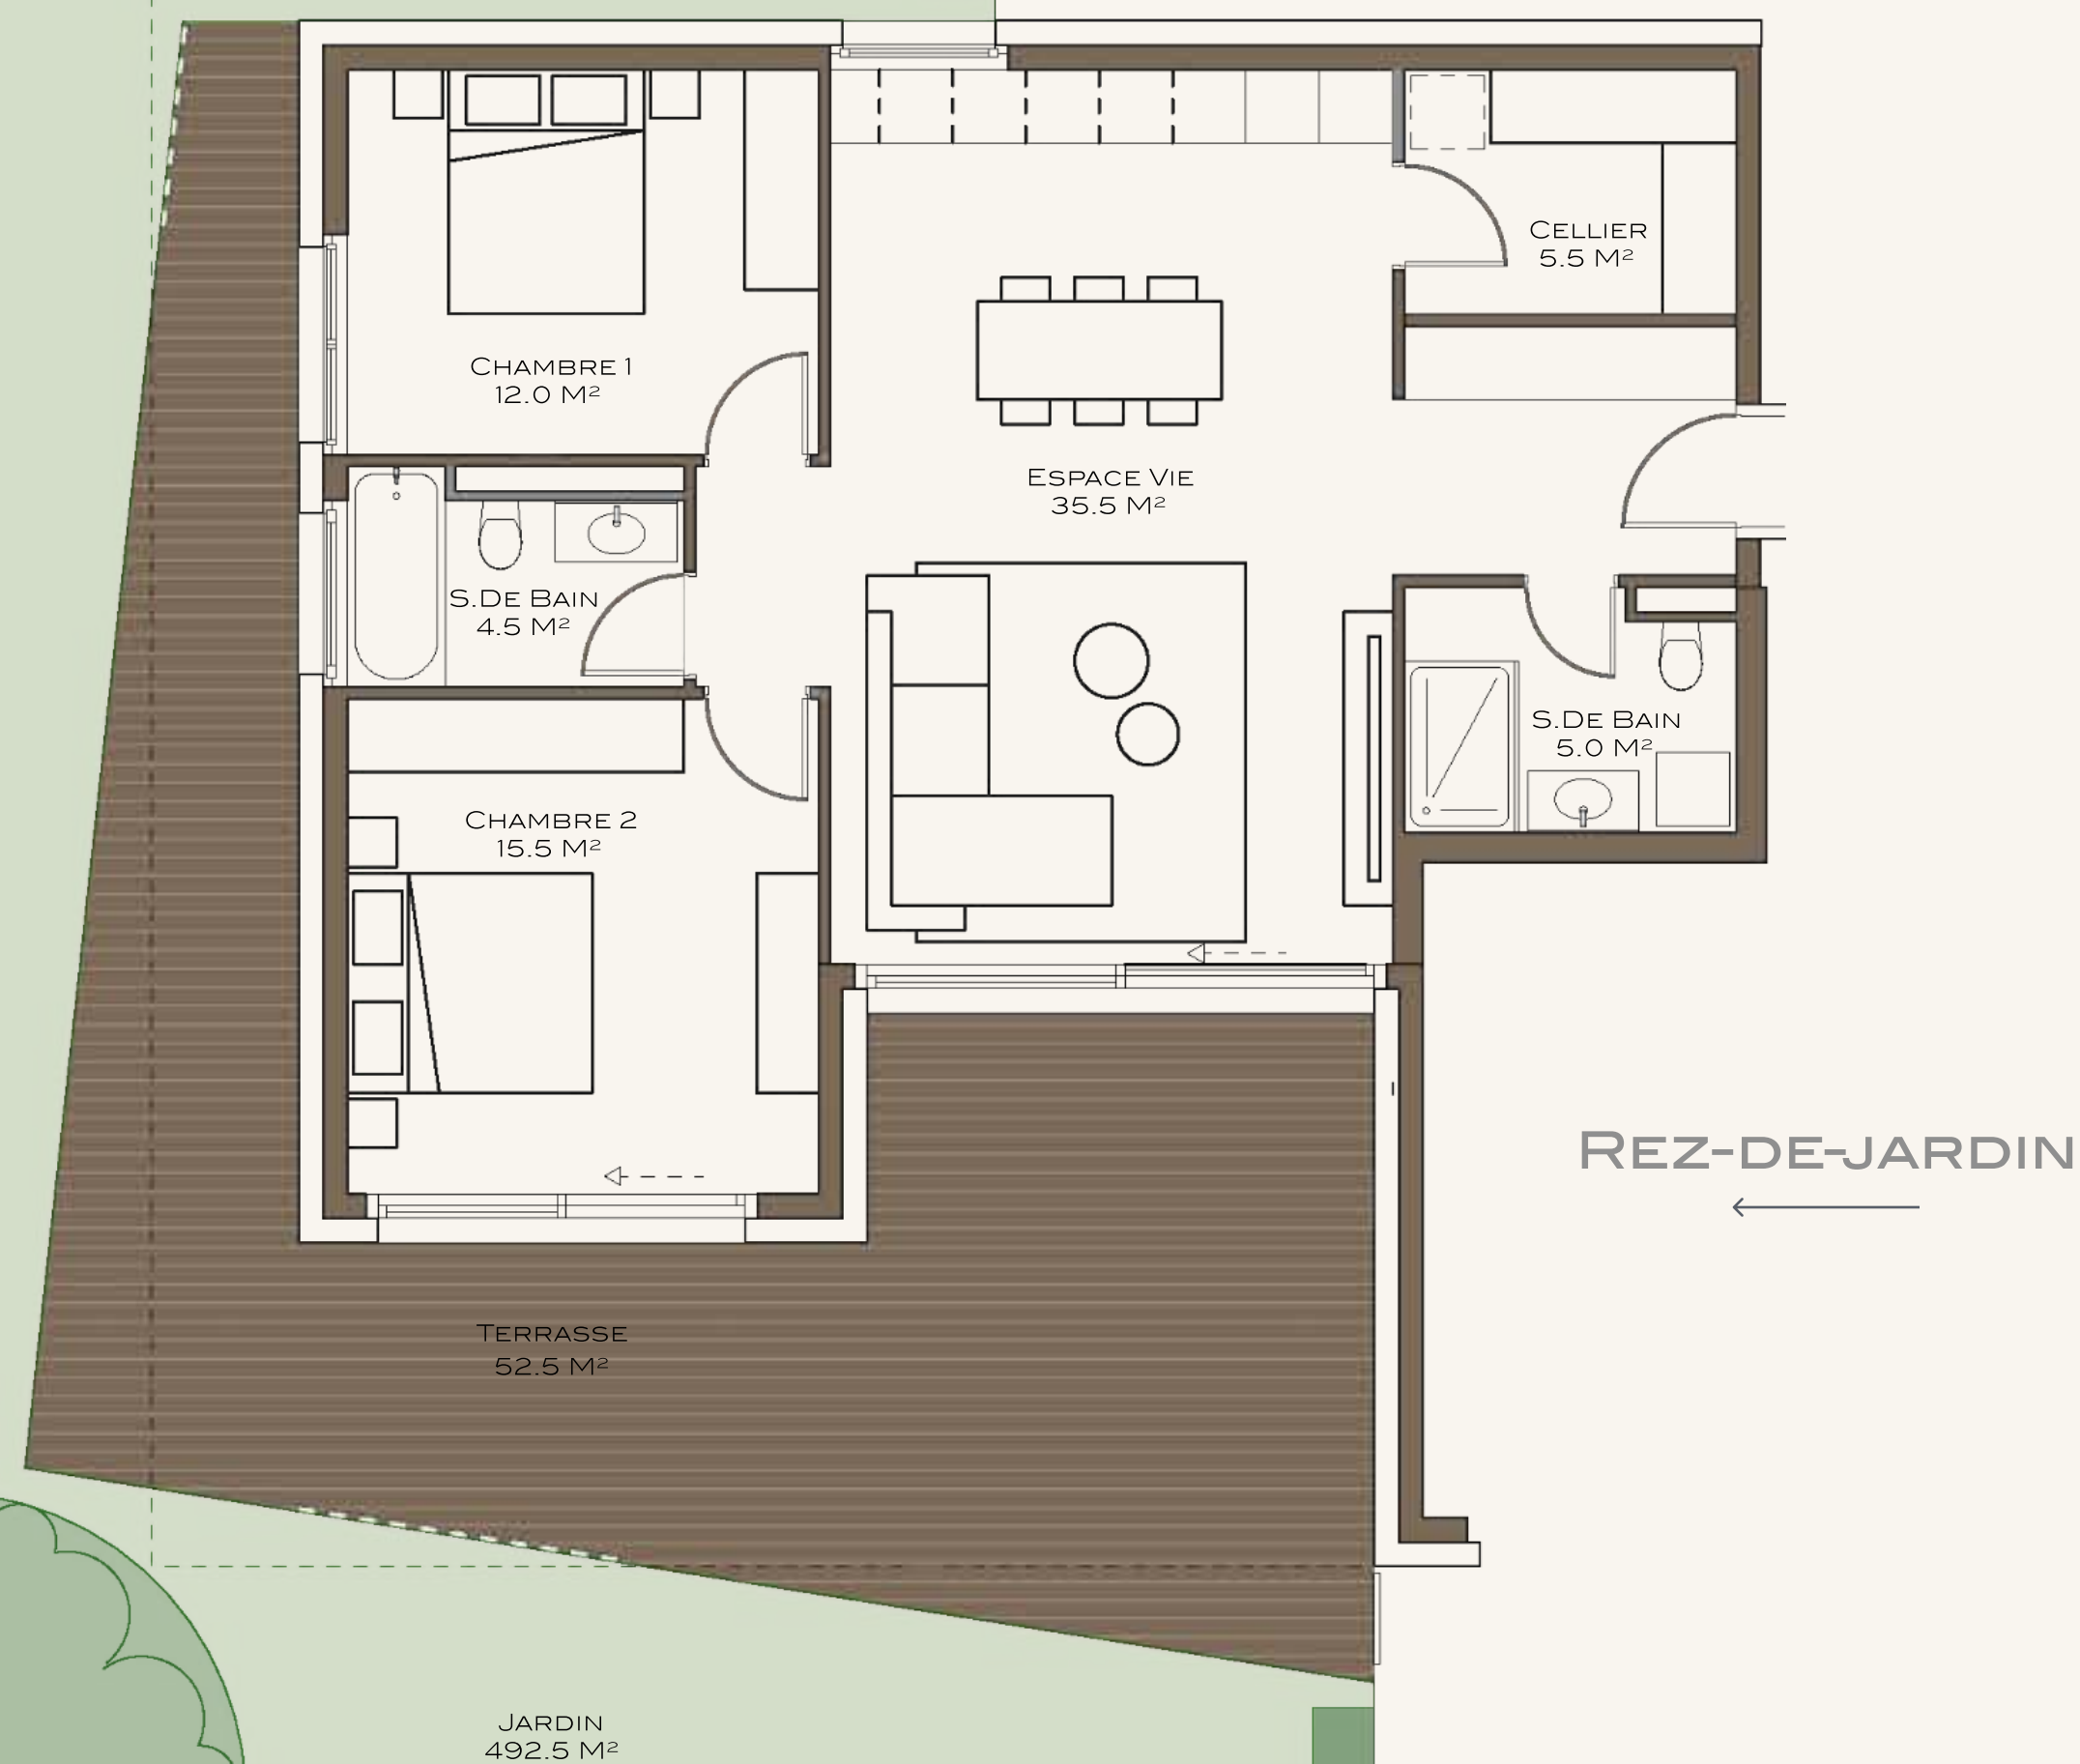 Cellier
5.5 m²
Chambre 1
12.0 m²
Espace Vie
35.5 m²
S.De Bain
4.5 m²
S.De Bain
5.0 m²
Chambre 2
15.5 m²
Rez-de-jardin
Terrasse
52.5 m²
Jardin
492.5 m²